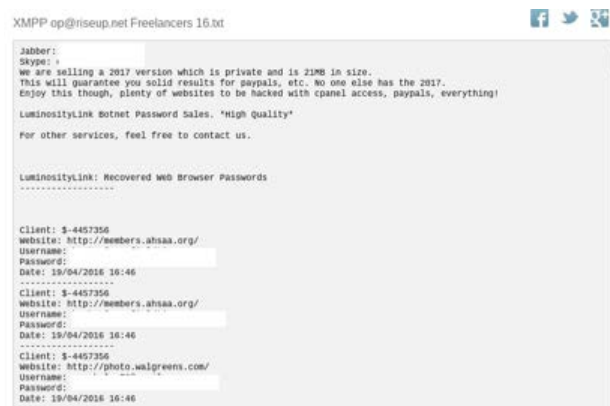 XMPP op@riseup.net Freelancers 16.txt
Jabber:
Skype:
We are selling a 2017 version which is private and is 21MB in size.
This will guarantee you solid results for paypals, etc. No one else has the 2017.
Enjoy this though, plenty of websites to be hacked with cpanel access, paypals, everything!
LuminosityLink Botnet Password Sales. *High Quality*
For other services, feel free to contact us.
LuminosityLink: Recovered Web Browser Passwords
------------------
Client: $-4457356
Website: http://members.ahsaa.org/
Username:
Password:
Date: 19/04/2016 16:46
------------------
Client: $-4457356
Website: http://members.ahsaa.org/
Username:
Password:
Date: 19/04/2016 16:46
------------------
Client: $-4457356
Website: http://photo.walgreens.com/
Username:
Password:
Date: 19/04/2016 16:46